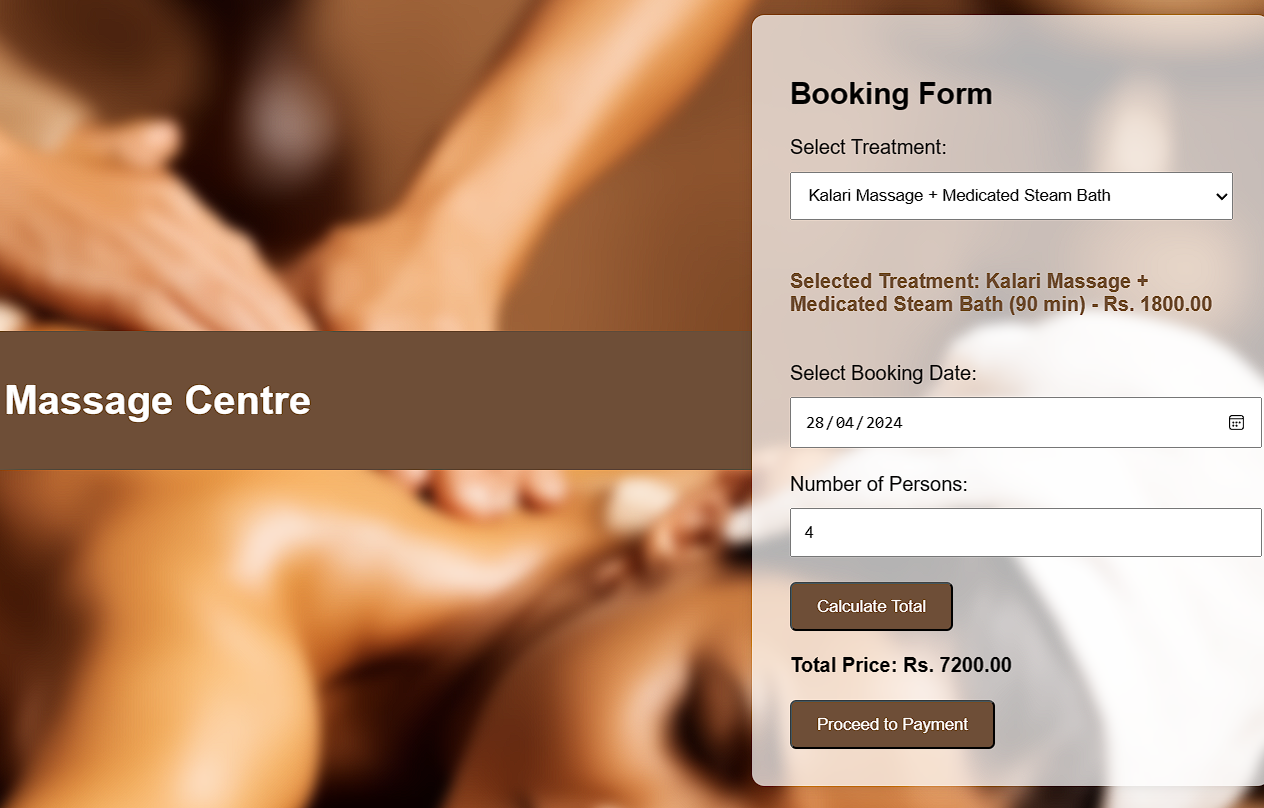 Massage Centre
Booking Form
Select Treatment:
Kalari Massage + Medicated Steam Bath
Selected Treatment: Kalari Massage +
Medicated Steam Bath (90 min) - Rs. 1800.00
Select Booking Date:
28/04/2024
Number of Persons:
4
Calculate Total
Total Price: Rs. 7200.00
Proceed to Payment